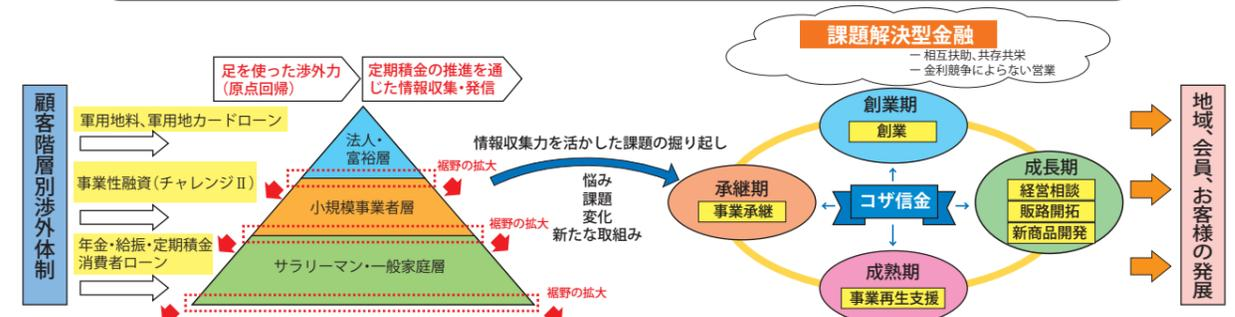 課題解決型金融
― 相互扶助、共存共栄
― 金利競争によらない営業
足を使った渉外力
（原点回帰）
定期積金の推進を通
じた情報収集・発信
顧客階層別渉外体制
軍用地料、軍用地カードローン
事業性融資（チャレンジⅡ）
年金・給振・定期積金
消費者ローン
法人・
富裕層
裾野の拡大
小規模事業者層
裾野の拡大
サラリーマン・一般家庭層
裾野の拡大
情報収集力を活かした課題の掘り起し
悩み
課題
変化
新たな取組み
創業期
創業
承継期
事業承継
コザ信金
成長期
経営相談
販路開拓
新商品開発
成熟期
事業再生支援
地域、会員、お客様の発展